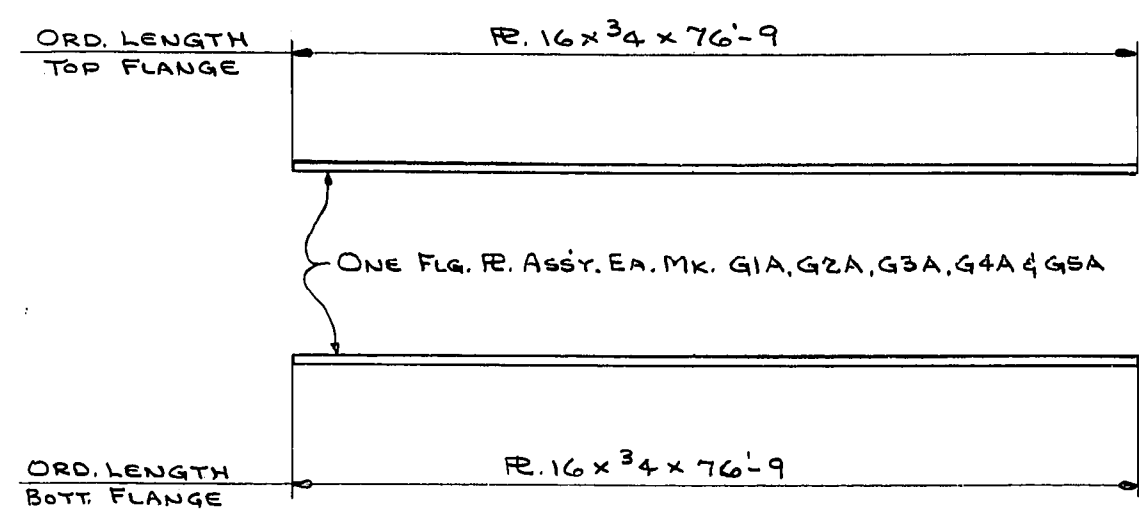 ORD. LENGTH
TOP FLANGE
PL. 16 x 3/4 x 76'-9
ONE FLG. PL. ASS'Y. EA. MK. G1A, G2A, G3A, G4A & G5A
ORD. LENGTH
BOTT. FLANGE
PL. 16 x 3/4 x 76'-9